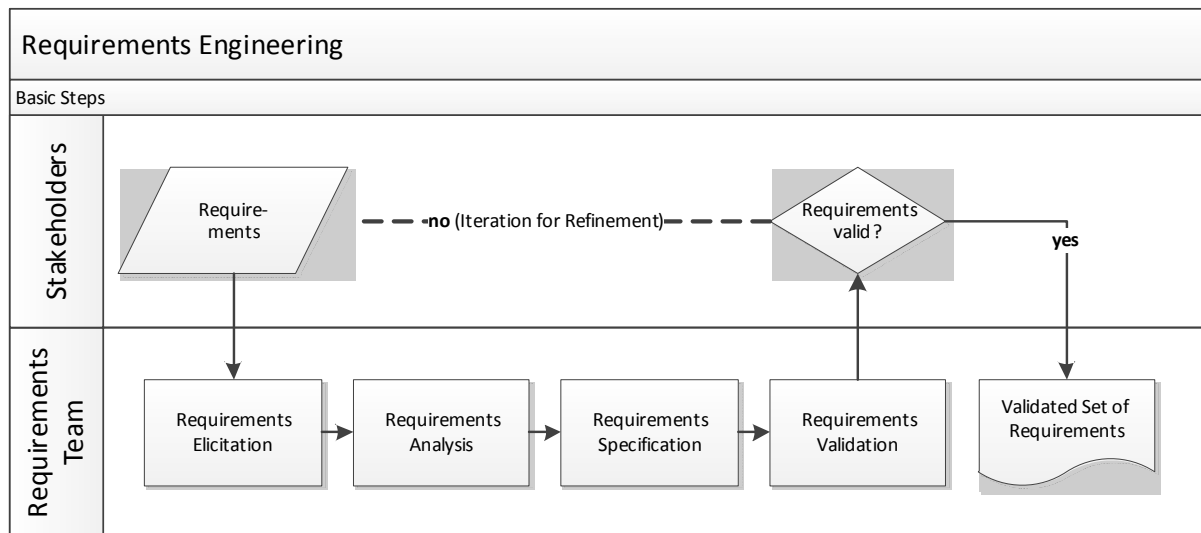 Requirements Engineering
Basic Steps
Stakeholders
Require-
ments
no (Iteration for Refinement)
Requirements
valid ?
yes
Requirements
Team
Requirements
Elicitation
Requirements
Analysis
Requirements
Specification
Requirements
Validation
Validated Set of
Requirements